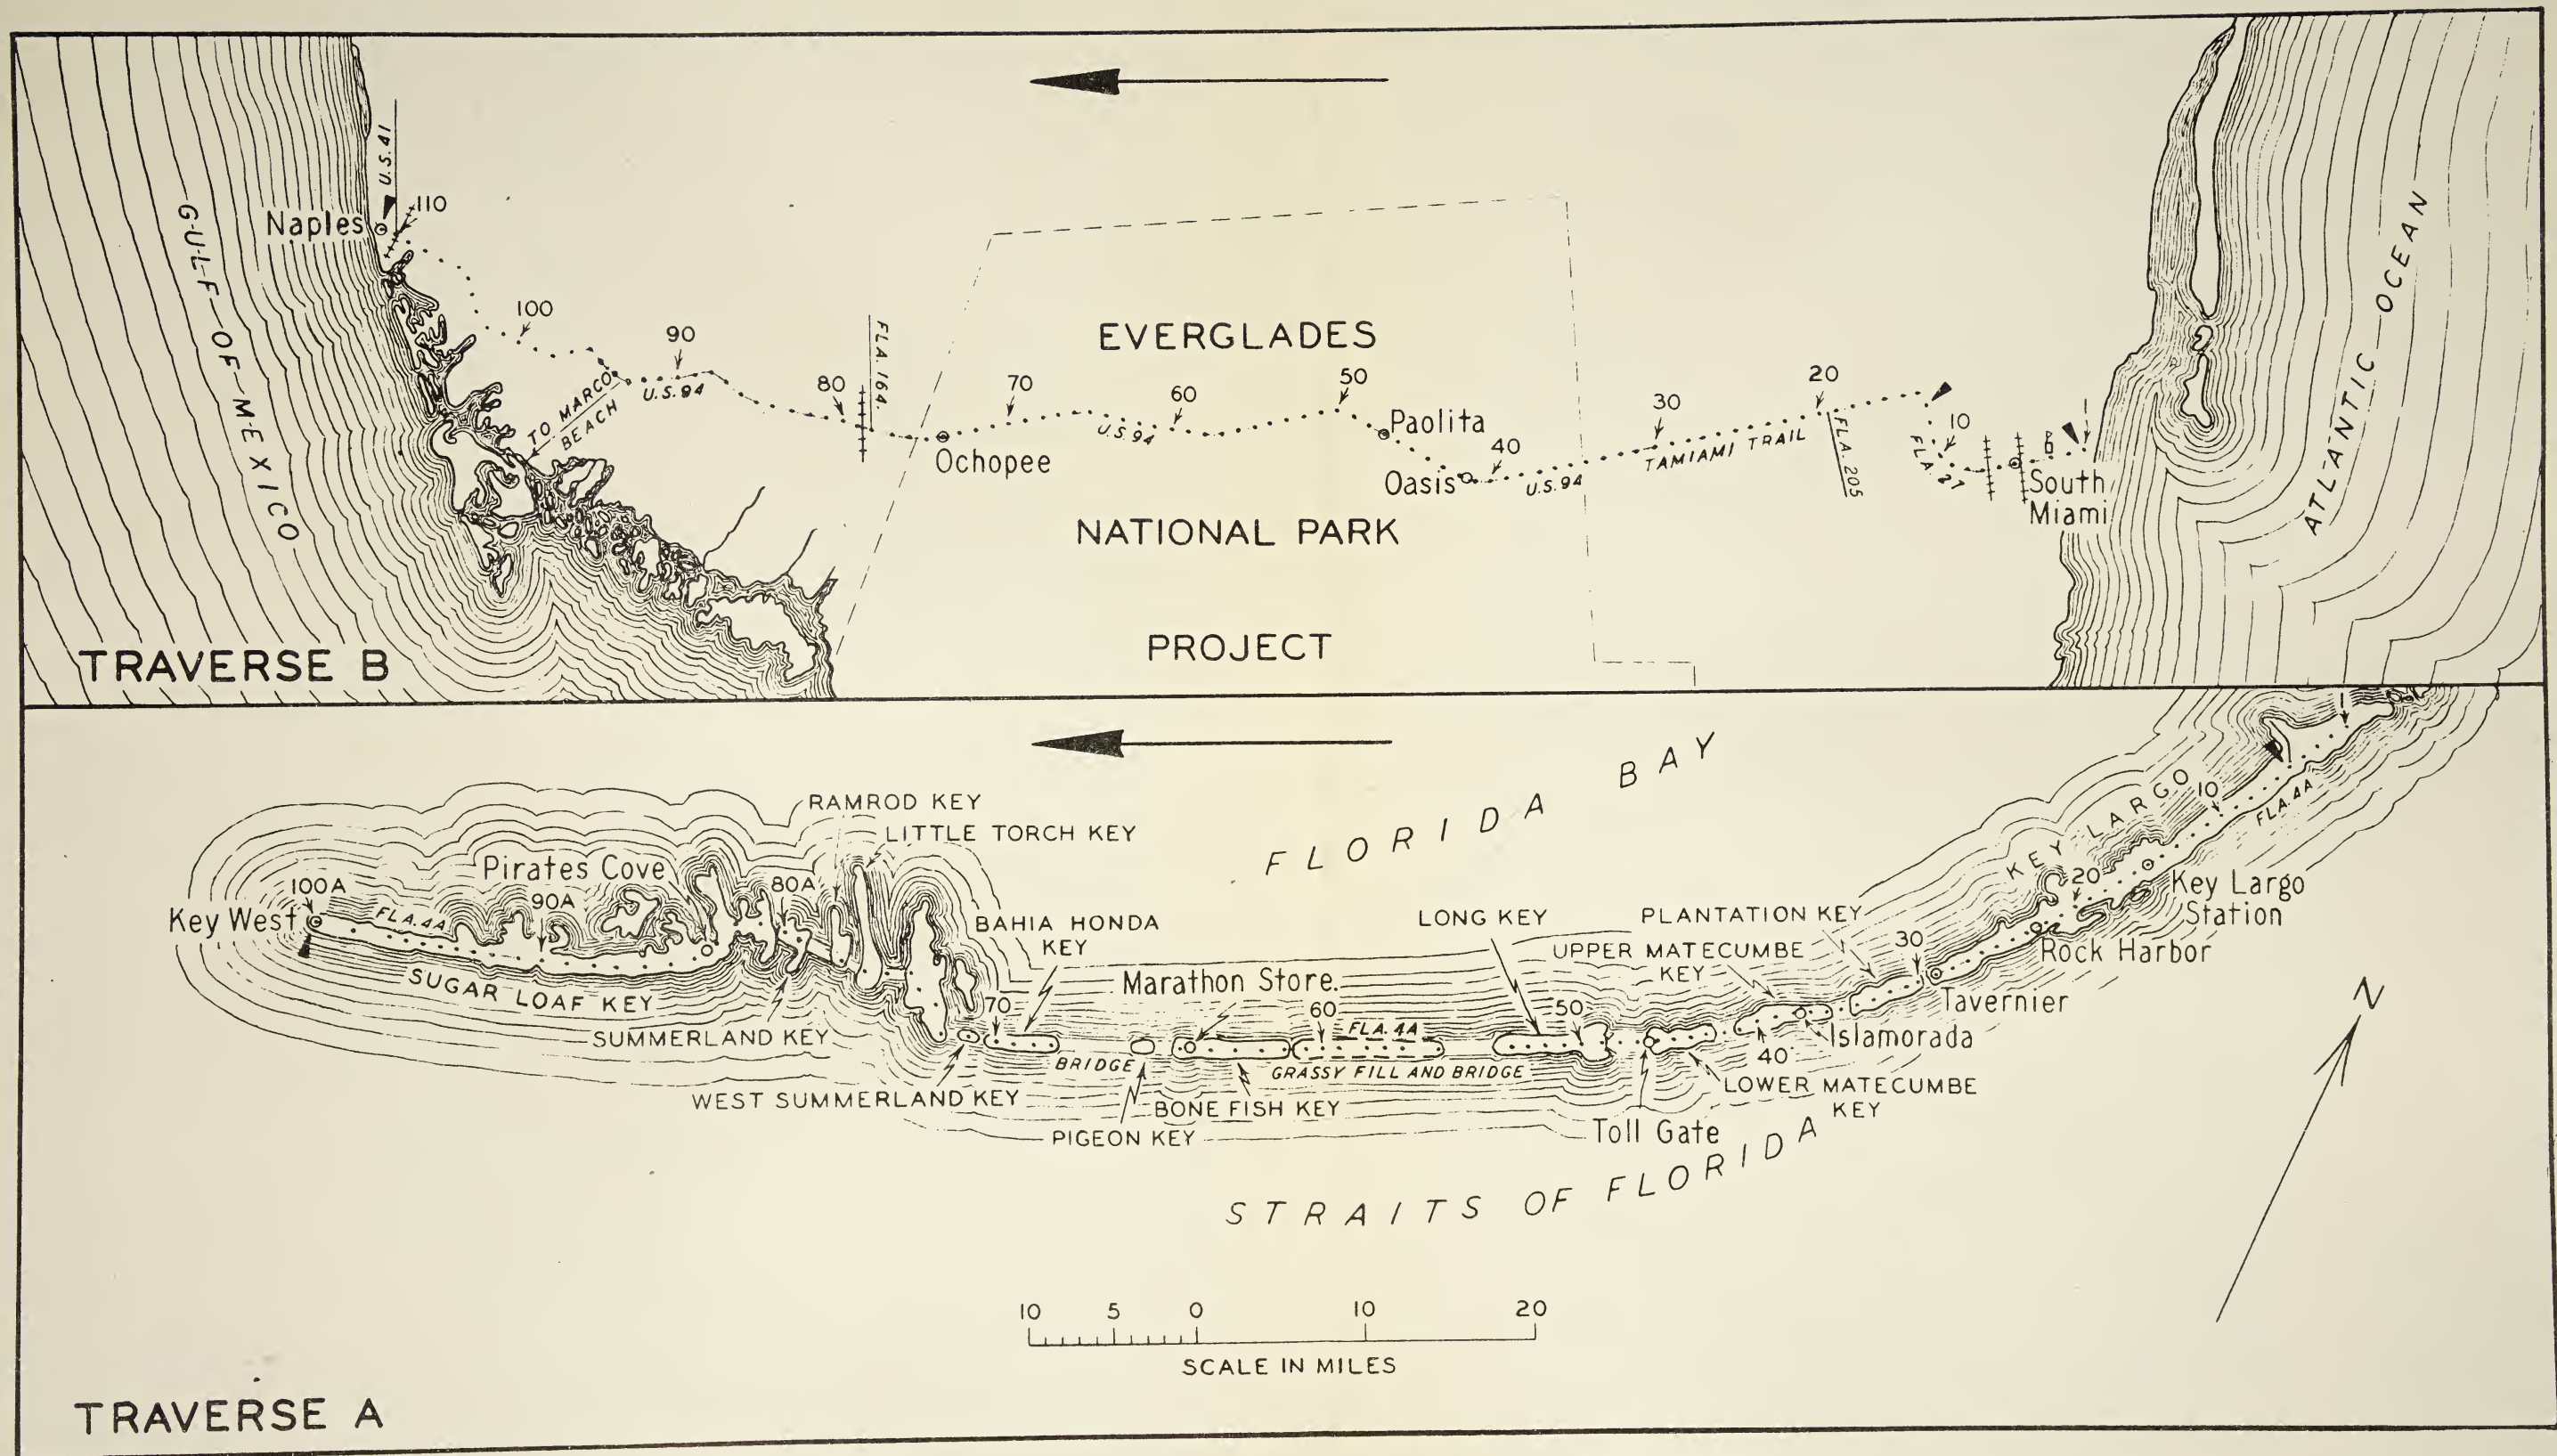 U.S. 41
110
Naples
GULF OF MEXICO
100
90
U.S. 94
TO MARCO
BEACH
80
FLA. 164.
EVERGLADES
NATIONAL PARK
PROJECT
70
60
50
U.S. 94
Ochopee
Paolita
40
Oasis
U.S. 94
30
TAMIAMI TRAIL
20
FLA. 205
FLA. 27
10
South
Miami
ATLANTIC OCEAN
TRAVERSE B
FLORIDA BAY
RAMROD KEY
LITTLE TORCH KEY
Pirates Cove
100A
90A
80A
Key West
FLA. 4A
SUGAR LOAF KEY
SUMMERLAND KEY
WEST SUMMERLAND KEY
70
BAHIA HONDA
KEY
BRIDGE
PIGEON KEY
Marathon Store.
BONE FISH KEY
60
FLA. 4A
GRASSY FILL AND BRIDGE
LONG KEY
50
Toll Gate
LOWER MATECUMBE
KEY
UPPER MATECUMBE
KEY
PLANTATION KEY
40
Islamorada
30
Tavernier
Rock Harbor
20
Key Largo
Station
KEY LARGO
10
FLA. 4A
STRAITS OF FLORIDA
N
10 5 0 10 20
SCALE IN MILES
TRAVERSE A